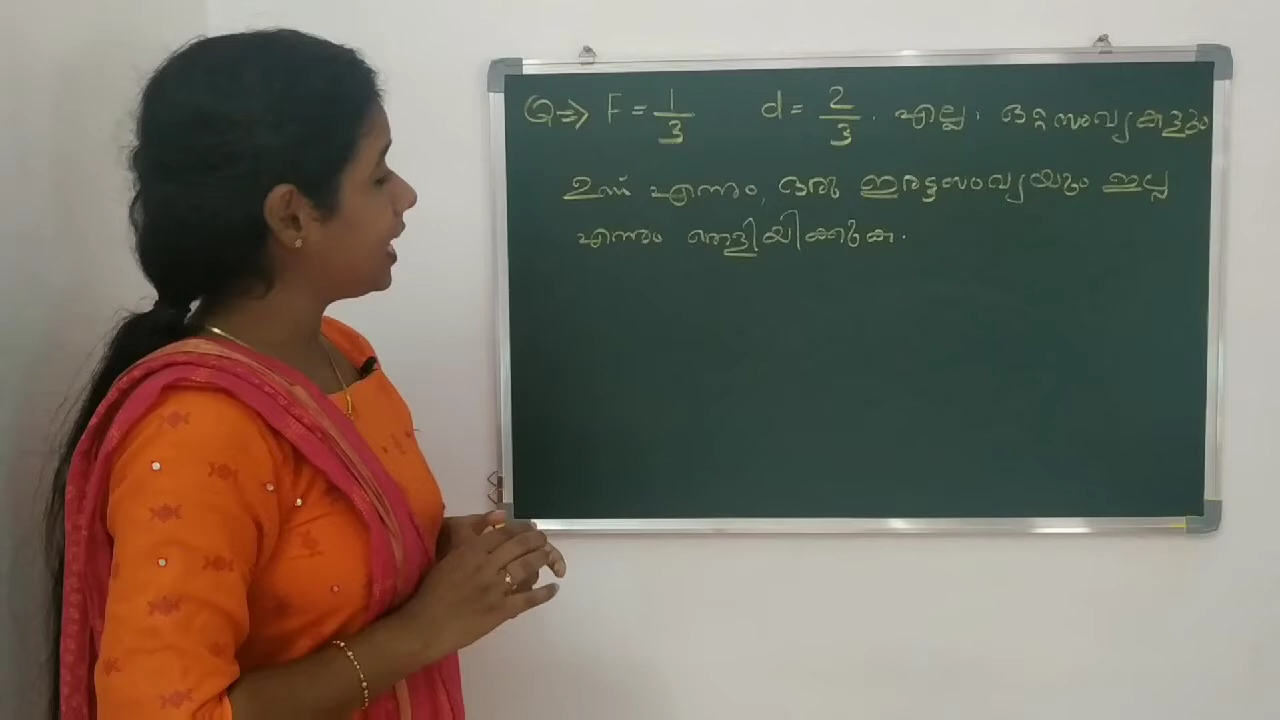 Q⇒ F = 1/3 d = 2/3 . എല്ലാ ഒറ്റസംഖ്യകളും
ഉണ്ട് എന്നും, ഒരു ഇരട്ടസംഖ്യയും ഇല്ല
എന്നും തെളിയിക്കുക.